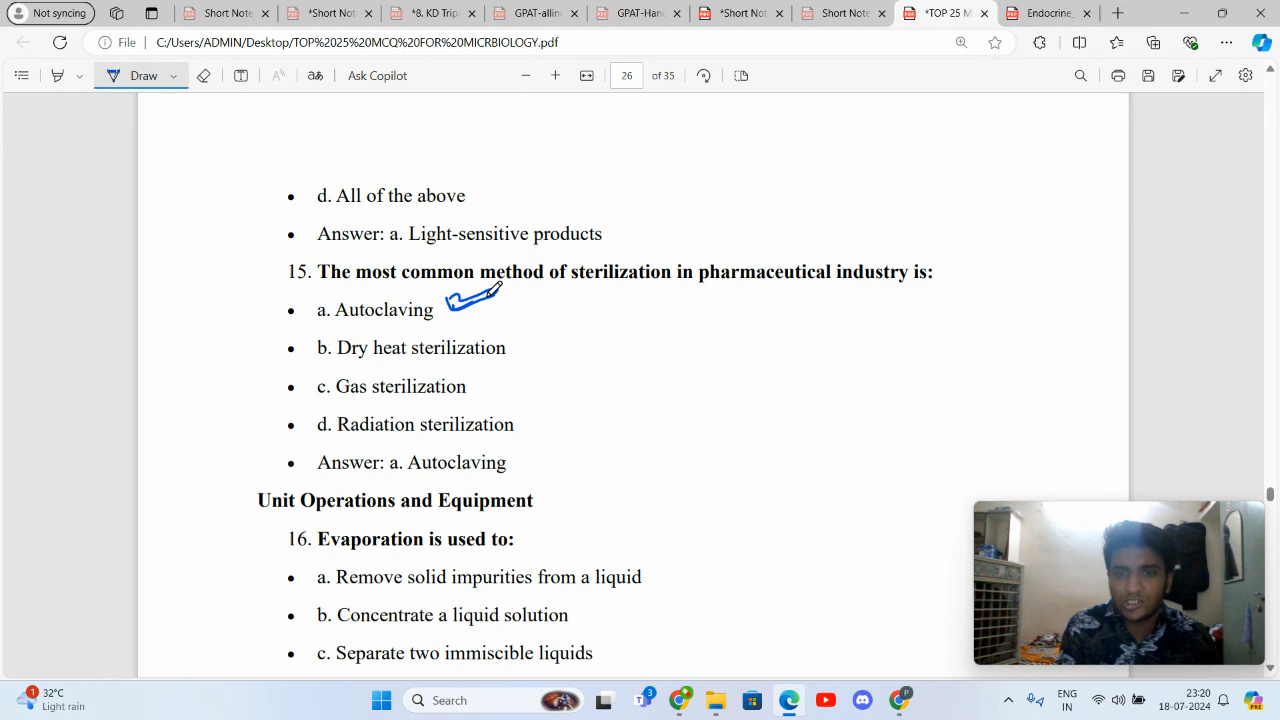 Not syncing
Short Note
*Short Not
*8. KD Trip
GPAT-allin
GPAT-Hand
*Short Not
Short Note
*TOP 25 M
Endocrine_
File C:/Users/ADMIN/Desktop/TOP%2025%20MCQ%20FOR%20MICRBIOLOGY.pdf
Draw
Ask Copilot
26 of 35
• d. All of the above
• Answer: a. Light-sensitive products
15. The most common method of sterilization in pharmaceutical industry is:
• a. Autoclaving
• b. Dry heat sterilization
• c. Gas sterilization
• d. Radiation sterilization
• Answer: a. Autoclaving
Unit Operations and Equipment
16. Evaporation is used to:
• a. Remove solid impurities from a liquid
• b. Concentrate a liquid solution
• c. Separate two immiscible liquids
1
32°C
Light rain
Search
3
P
ENG
IN
23:20
18-07-2024
PRE